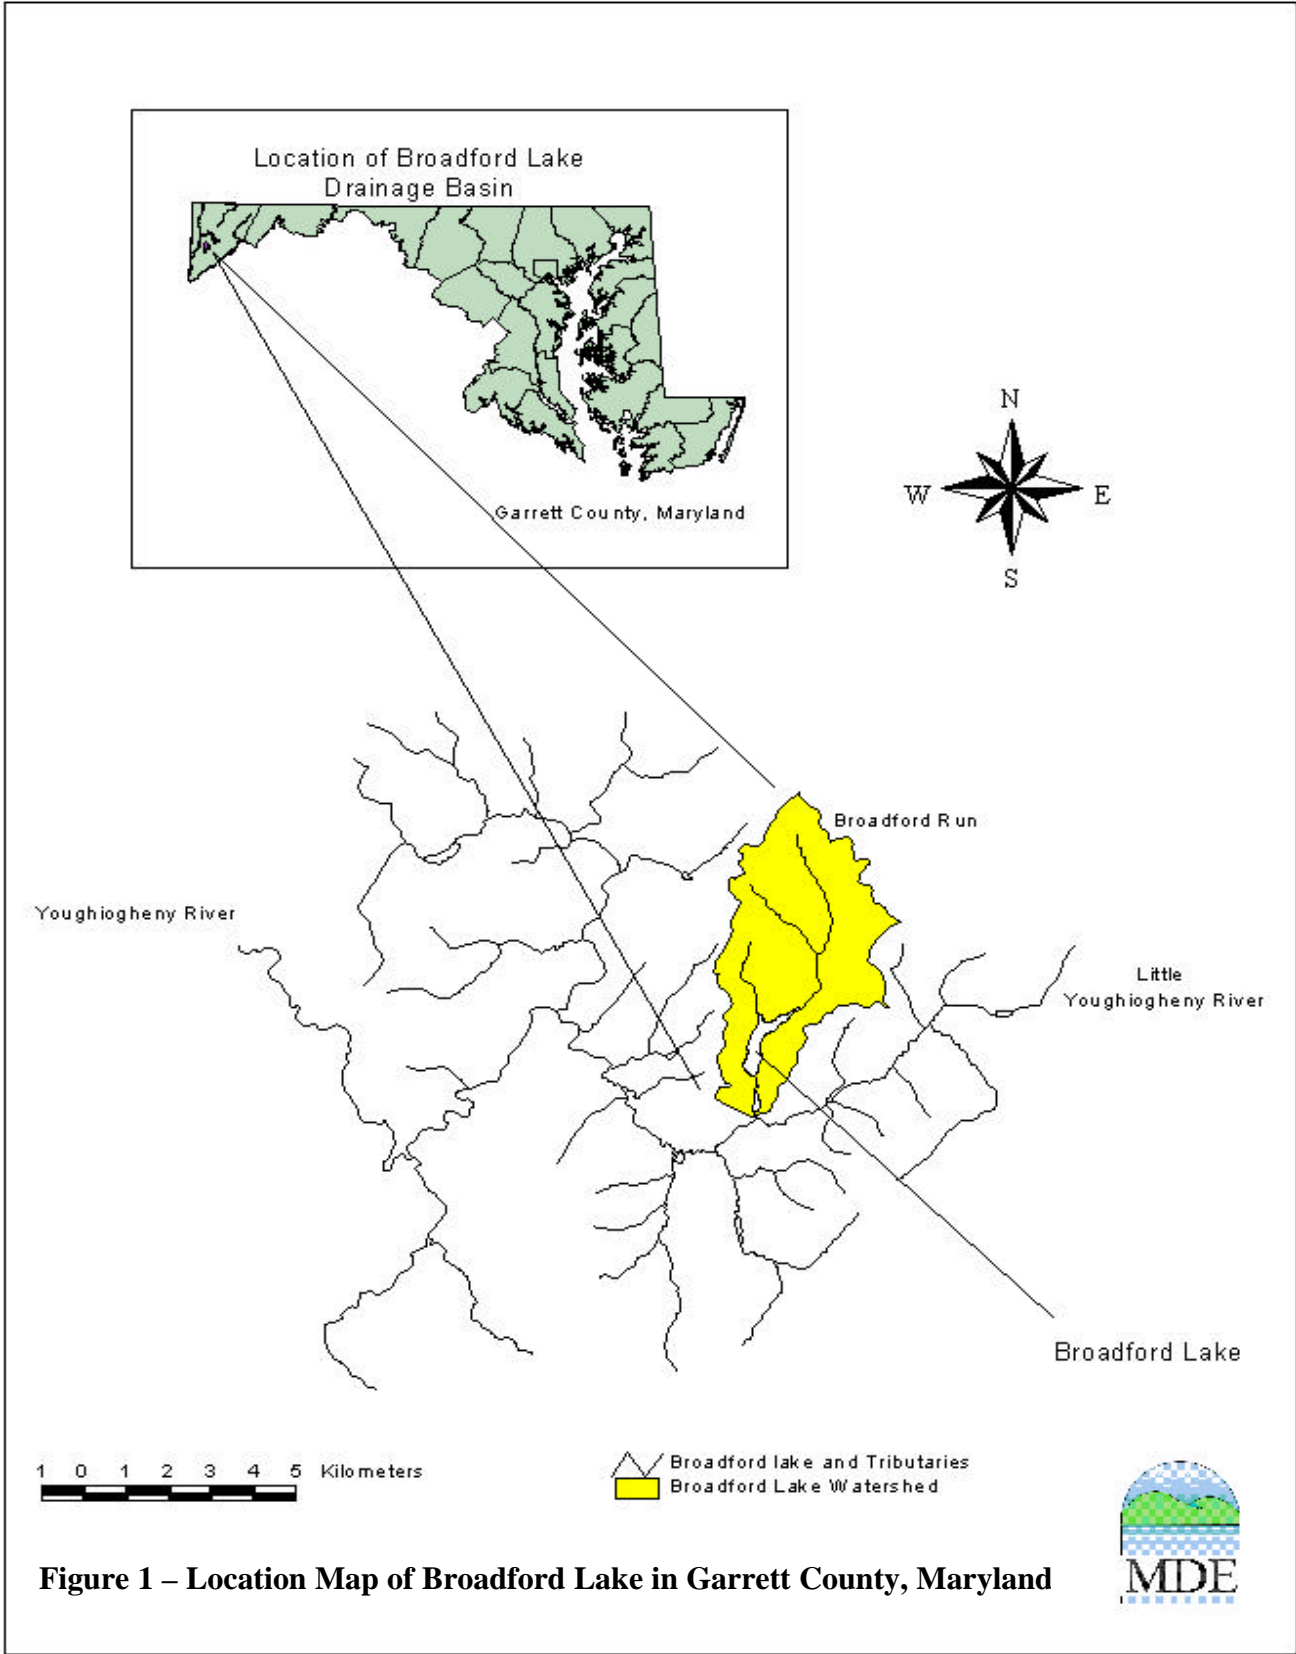 Location of Broadford Lake
Drainage Basin
Garrett County, Maryland
N
W
E
S
Broadford Run
Youghiogheny River
Little
Youghiogheny River
Broadford Lake
1 0 1 2 3 4 5 Kilometers
Broadford lake and Tributaries
Broadford Lake Watershed
MDE
Figure 1 – Location Map of Broadford Lake in Garrett County, Maryland